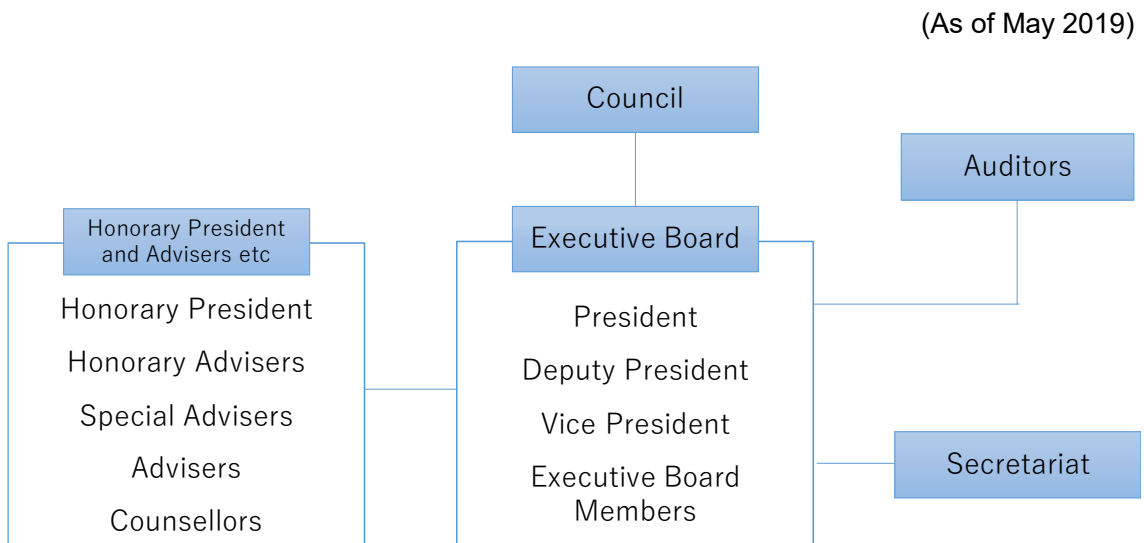 (As of May 2019)
Council
Auditors
Honorary President
and Advisers etc
Honorary President
Honorary Advisers
Special Advisers
Advisers
Counsellors
Executive Board
President
Deputy President
Vice President
Executive Board
Members
Secretariat